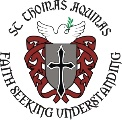 ST. THOMAS AQUINAS
FAITH SEEKING UNDERSTANDING